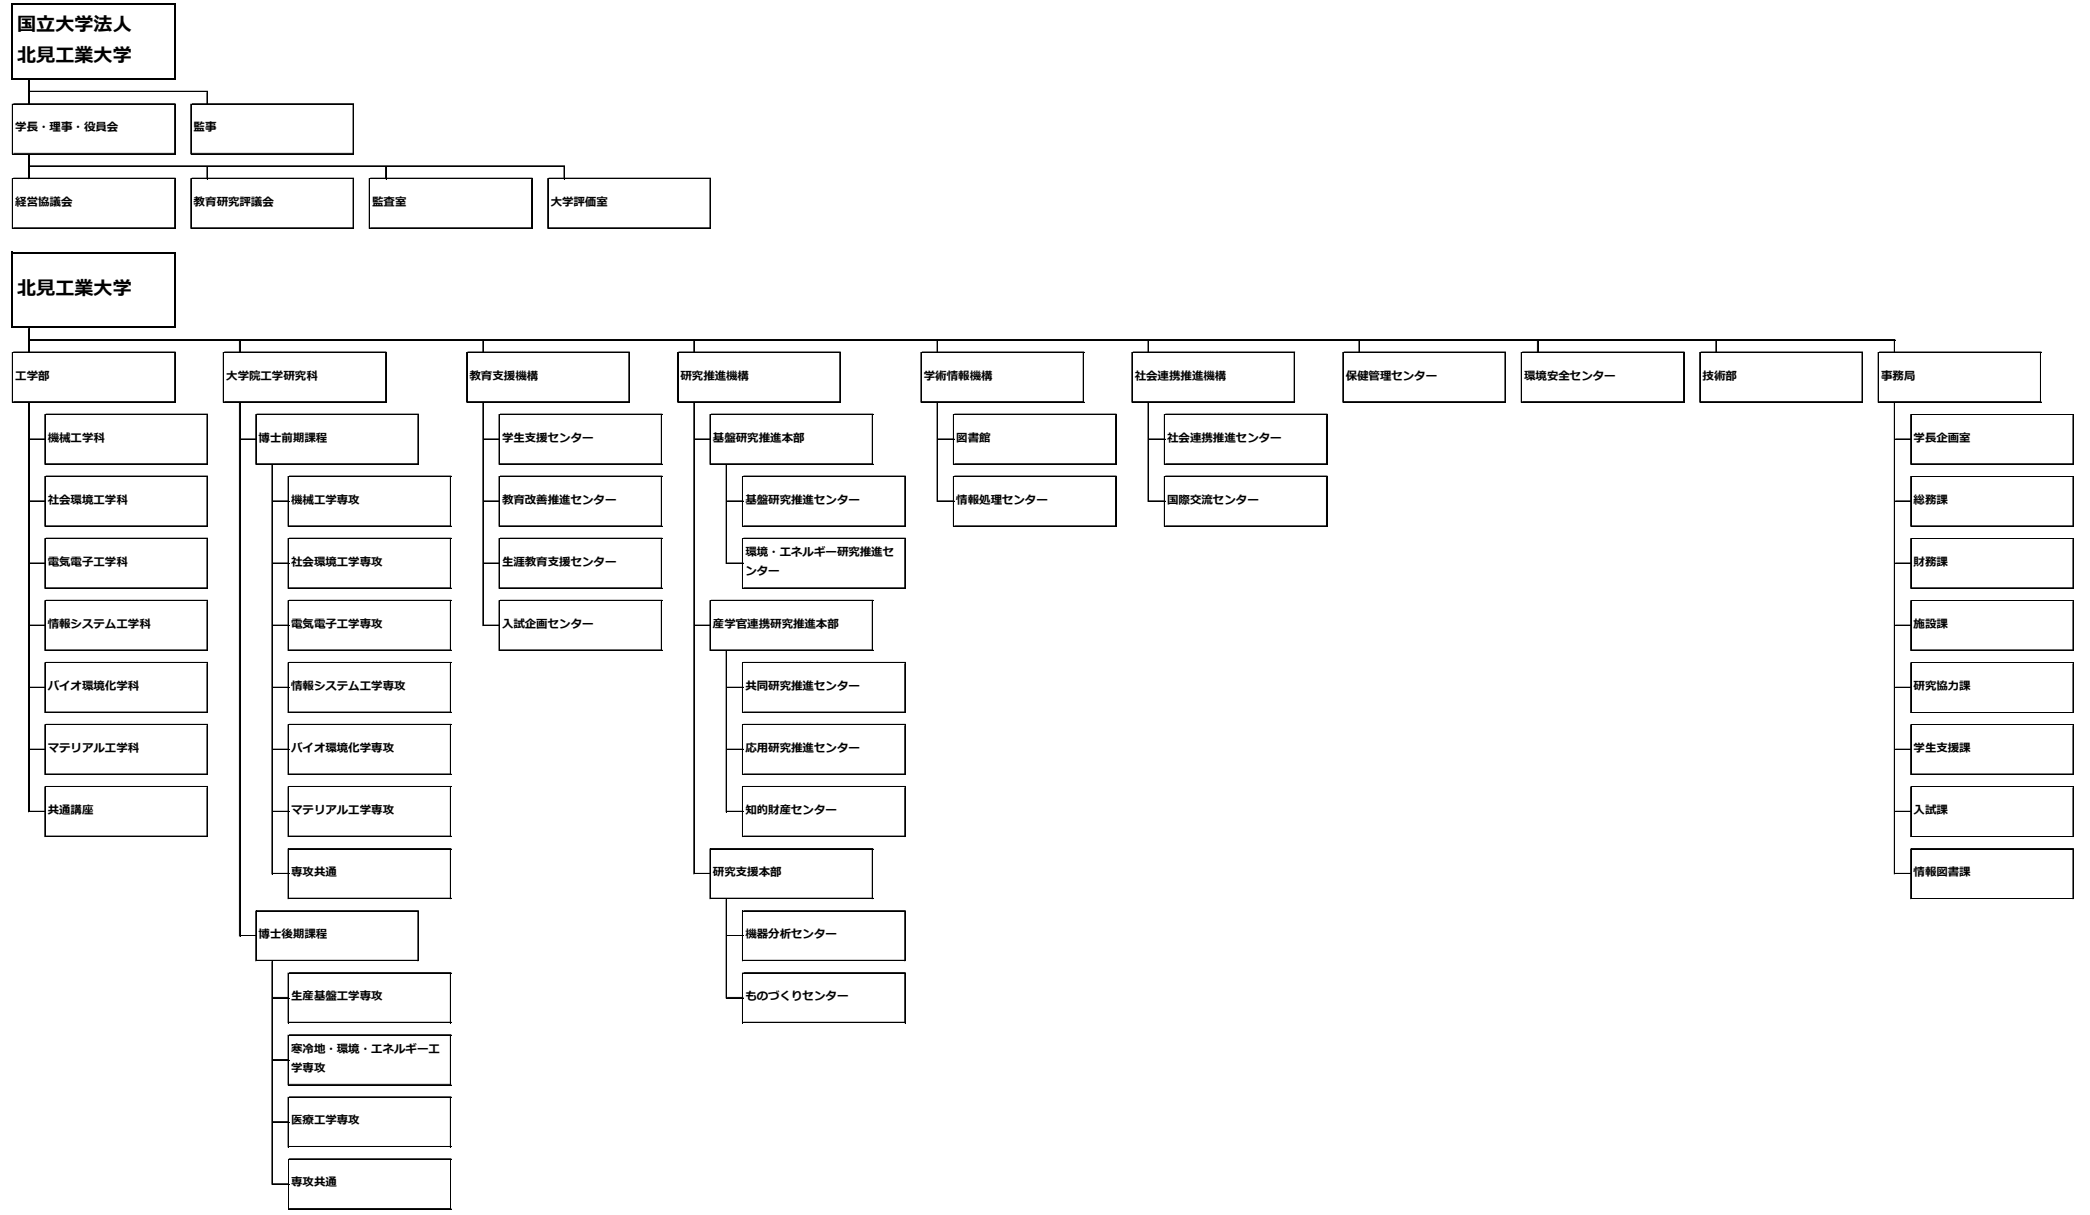 国立大学法人
北見工業大学
学長・理事・役員会
監事
経営協議会
教育研究評議会
監査室
大学評価室
北見工業大学
工学部
機械工学科
社会環境工学科
電気電子工学科
情報システム工学科
バイオ環境化学科
マテリアル工学科
共通講座
大学院工学研究科
博士前期課程
機械工学専攻
社会環境工学専攻
電気電子工学専攻
情報システム工学専攻
バイオ環境化学専攻
マテリアル工学専攻
専攻共通
博士後期課程
生産基盤工学専攻
寒冷地・環境・エネルギー工
学専攻
医療工学専攻
専攻共通
教育支援機構
学生支援センター
教育改善推進センター
生涯教育支援センター
入試企画センター
研究推進機構
基盤研究推進本部
基盤研究推進センター
環境・エネルギー研究推進セ
ンター
産学官連携研究推進本部
共同研究推進センター
応用研究推進センター
知的財産センター
研究支援本部
機器分析センター
ものづくりセンター
学術情報機構
図書館
情報処理センター
社会連携推進機構
社会連携推進センター
国際交流センター
保健管理センター
環境安全センター
技術部
事務局
学長企画室
総務課
財務課
施設課
研究協力課
学生支援課
入試課
情報図書課